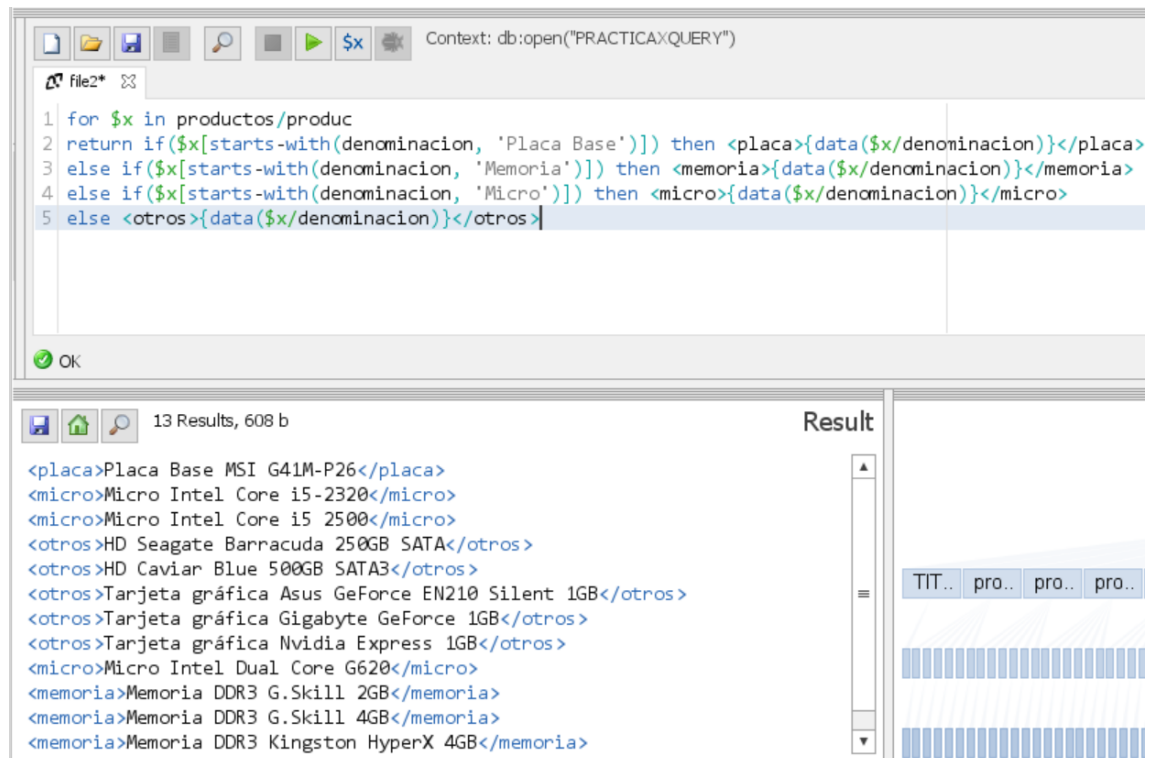 $x Context: db:open("PRACTICAXQUERY")
file2*
1 for $x in productos/produc
2 return if($x[starts-with(denominacion, 'Placa Base')]) then <placa>{data($x/denominacion)}</placa>
3 else if($x[starts-with(denominacion, 'Memoria')]) then <memoria>{data($x/denominacion)}</memoria>
4 else if($x[starts-with(denominacion, 'Micro')]) then <micro>{data($x/denominacion)}</micro>
5 else <otros>{data($x/denominacion)}</otros>
OK
13 Results, 608 b Result
<placa>Placa Base MSI G41M-P26</placa>
<micro>Micro Intel Core i5-2320</micro>
<micro>Micro Intel Core i5 2500</micro>
<otros>HD Seagate Barracuda 250GB SATA</otros>
<otros>HD Caviar Blue 500GB SATA3</otros>
<otros>Tarjeta gráfica Asus GeForce EN210 Silent 1GB</otros>
<otros>Tarjeta gráfica Gigabyte GeForce 1GB</otros>
<otros>Tarjeta gráfica Nvidia Express 1GB</otros>
<micro>Micro Intel Dual Core G620</micro>
<memoria>Memoria DDR3 G.Skill 2GB</memoria>
<memoria>Memoria DDR3 G.Skill 4GB</memoria>
<memoria>Memoria DDR3 Kingston HyperX 4GB</memoria>
TIT.. pro.. pro.. pro..